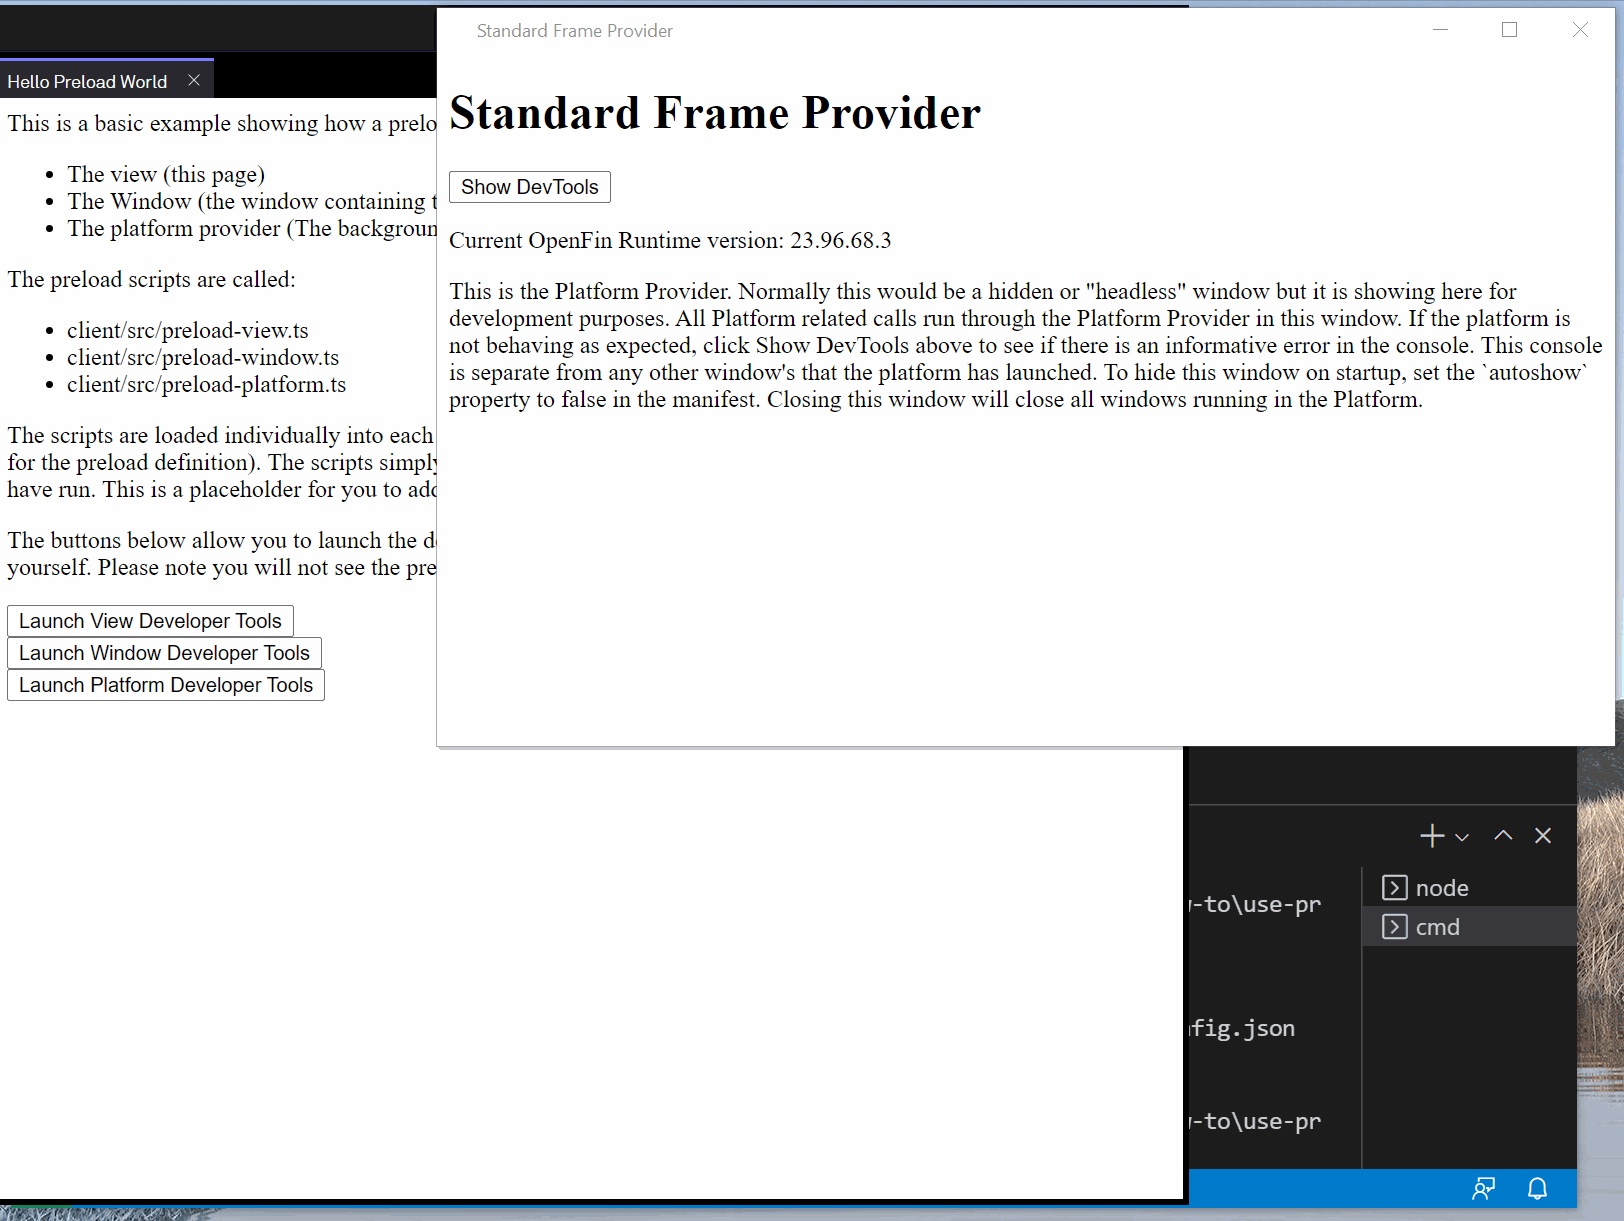 Standard Frame Provider
Hello Preload World
Standard Frame Provider
Show DevTools
Current OpenFin Runtime version: 23.96.68.3
This is the Platform Provider. Normally this would be a hidden or "headless" window but it is showing here for
development purposes. All Platform related calls run through the Platform Provider in this window. If the platform is
not behaving as expected, click Show DevTools above to see if there is an informative error in the console. This console
is separate from any other window's that the platform has launched. To hide this window on startup, set the `autoshow`
property to false in the manifest. Closing this window will close all windows running in the Platform.
This is a basic example showing how a prelo
• The view (this page)
• The Window (the window containing t
• The platform provider (The backgroun
The preload scripts are called:
• client/src/preload-view.ts
• client/src/preload-window.ts
• client/src/preload-platform.ts
The scripts are loaded individually into each
for the preload definition). The scripts simply
have run. This is a placeholder for you to add
The buttons below allow you to launch the d
yourself. Please note you will not see the pre
Launch View Developer Tools
Launch Window Developer Tools
Launch Platform Developer Tools
node
cmd
-to\use-pr
fig.json
-to\use-pr